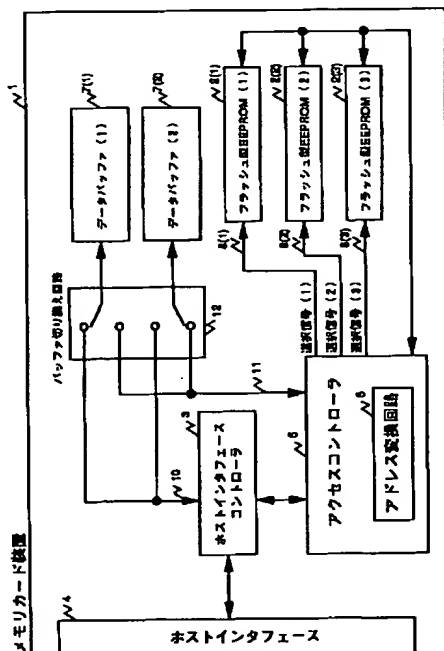 メモリカード装置
1
4
ホストインタフェース
バッファ切り換え回路
12
データバッファ(1)
7(1)
データバッファ(2)
7(2)
10
11
3
ホストインタフェース
コントローラ
6
アクセスコントローラ
5
アドレス変換回路
選択信号(1)
選択信号(2)
選択信号(3)
8(1)
8(2)
8(3)
フラッシュ型EEPROM(1)
2(1)
フラッシュ型EEPROM(2)
2(2)
フラッシュ型EEPROM(3)
2(3)